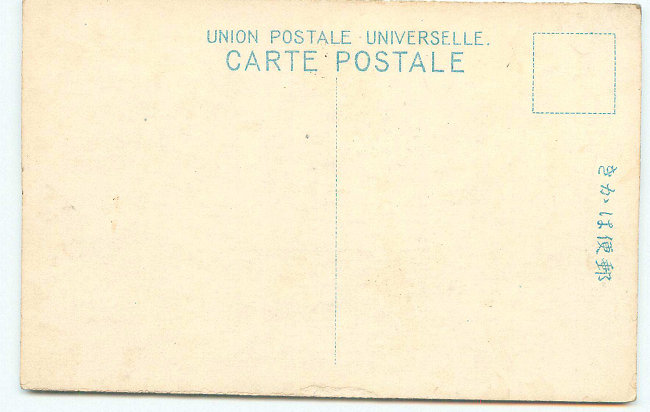 UNION POSTALE UNIVERSELLE.
CARTE POSTALE
きかは便郵